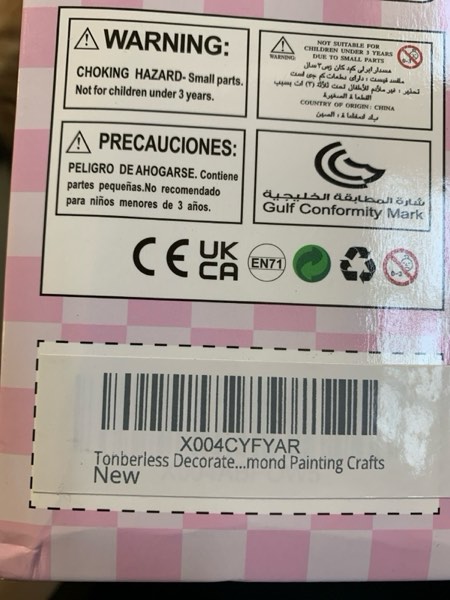 WARNING:
CHOKING HAZARD- Small parts.
Not for children under 3 years.
WARNING
NOT SUITABLE FOR
CHILDREN UNDER 3 YEARS
DUE TO SMALL PARTS
COUNTRY OF ORIGIN: CHINA
PRECAUCIONES:
PELIGRO DE AHOGARSE. Contiene
partes pequeñas.No recomendado
para niños menores de 3 años.
شارة المطابقة الخليجية
Gulf Conformity Mark
CE
UK
CA
EN71
0-3
X004CYFYAR
Tonberless Decorate...mond Painting Crafts
New